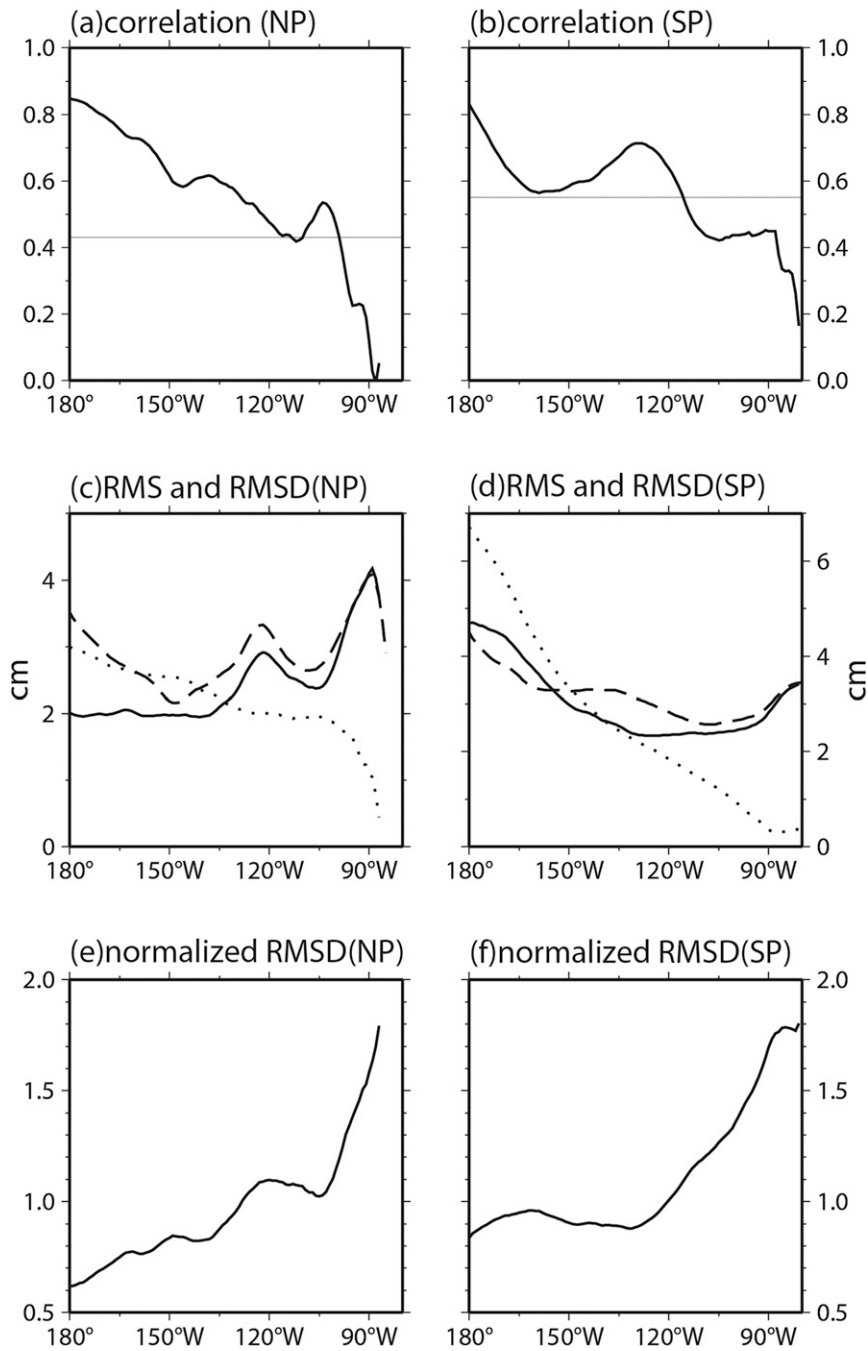 (a)correlation (NP)
(b)correlation (SP)
1.0
0.8
0.6
0.4
0.2
0.0
1.0
0.8
0.6
0.4
0.2
0.0
180° 150°W 120°W 90°W
180° 150°W 120°W 90°W
(c)RMS and RMSD(NP)
(d)RMS and RMSD(SP)
cm
4
2
0
6
4
2
0
cm
180° 150°W 120°W 90°W
180° 150°W 120°W 90°W
(e)normalized RMSD(NP)
(f)normalized RMSD(SP)
2.0
1.5
1.0
0.5
2.0
1.5
1.0
0.5
180° 150°W 120°W 90°W
180° 150°W 120°W 90°W